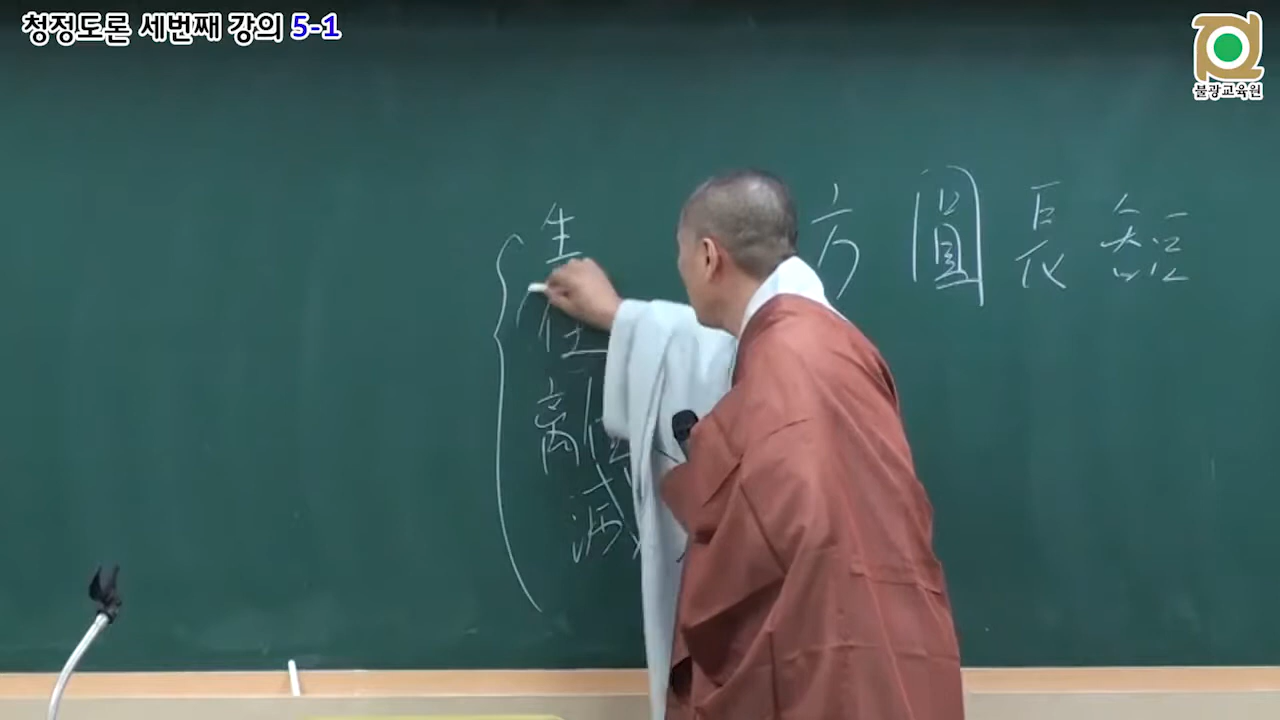 청정도론 세번째 강의 5-1
불광교육원
方 圓 長 短
生
住
離
滅